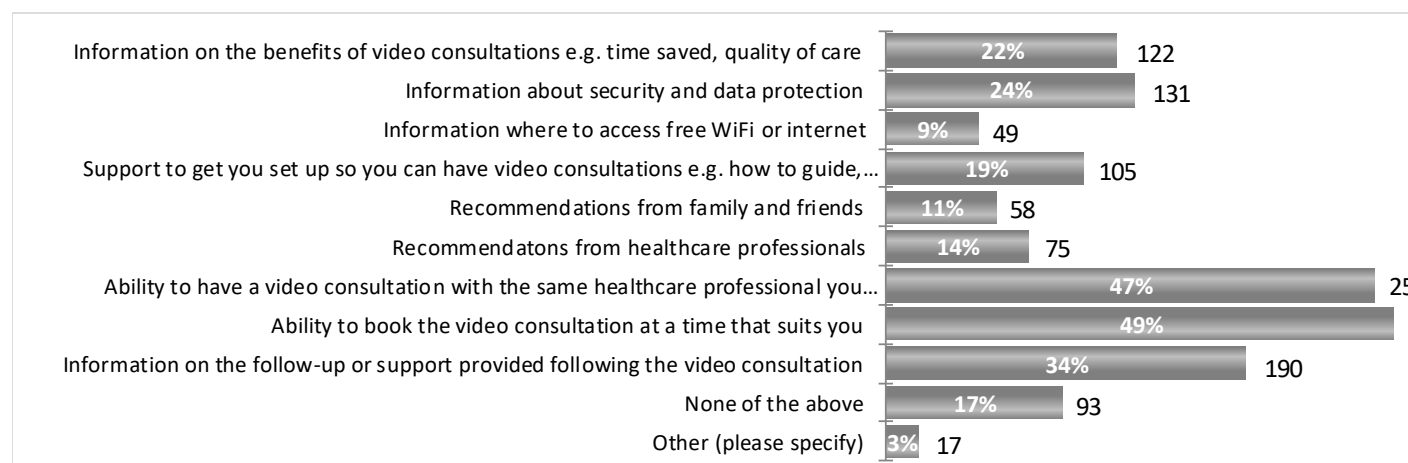 Information on the benefits of video consultations e.g. time saved, quality of care 22% 122
Information about security and data protection 24% 131
Information where to access free WiFi or internet 9% 49
Support to get you set up so you can have video consultations e.g. how to guide,… 19% 105
Recommendations from family and friends 11% 58
Recommendatons from healthcare professionals 14% 75
Ability to have a video consultation with the same healthcare professional you… 47%
Ability to book the video consultation at a time that suits you 49%
Information on the follow-up or support provided following the video consultation 34% 190
None of the above 17% 93
Other (please specify) 3% 17